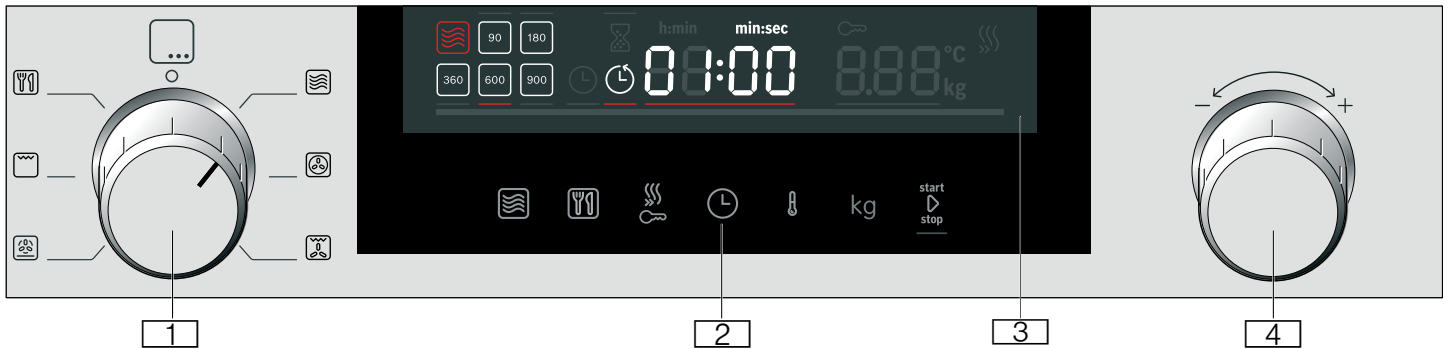 90 180
h:min min:sec
360 600 900
01:00
8.88
°C
kg
- +
kg
start
stop
1 2 3 4